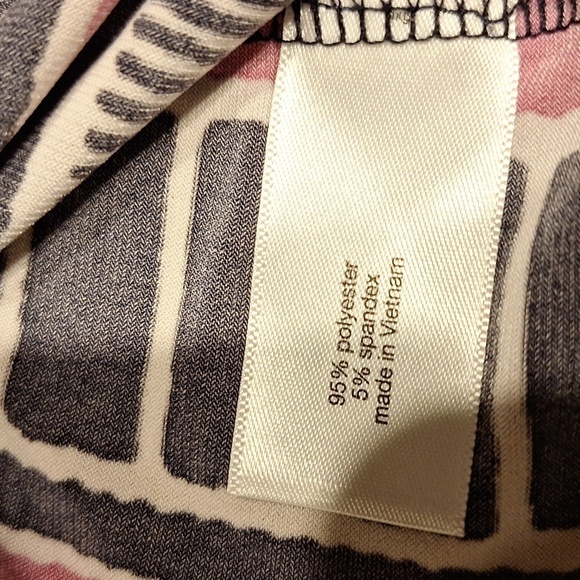 95% polyester
5% spandex
made in Vietnam